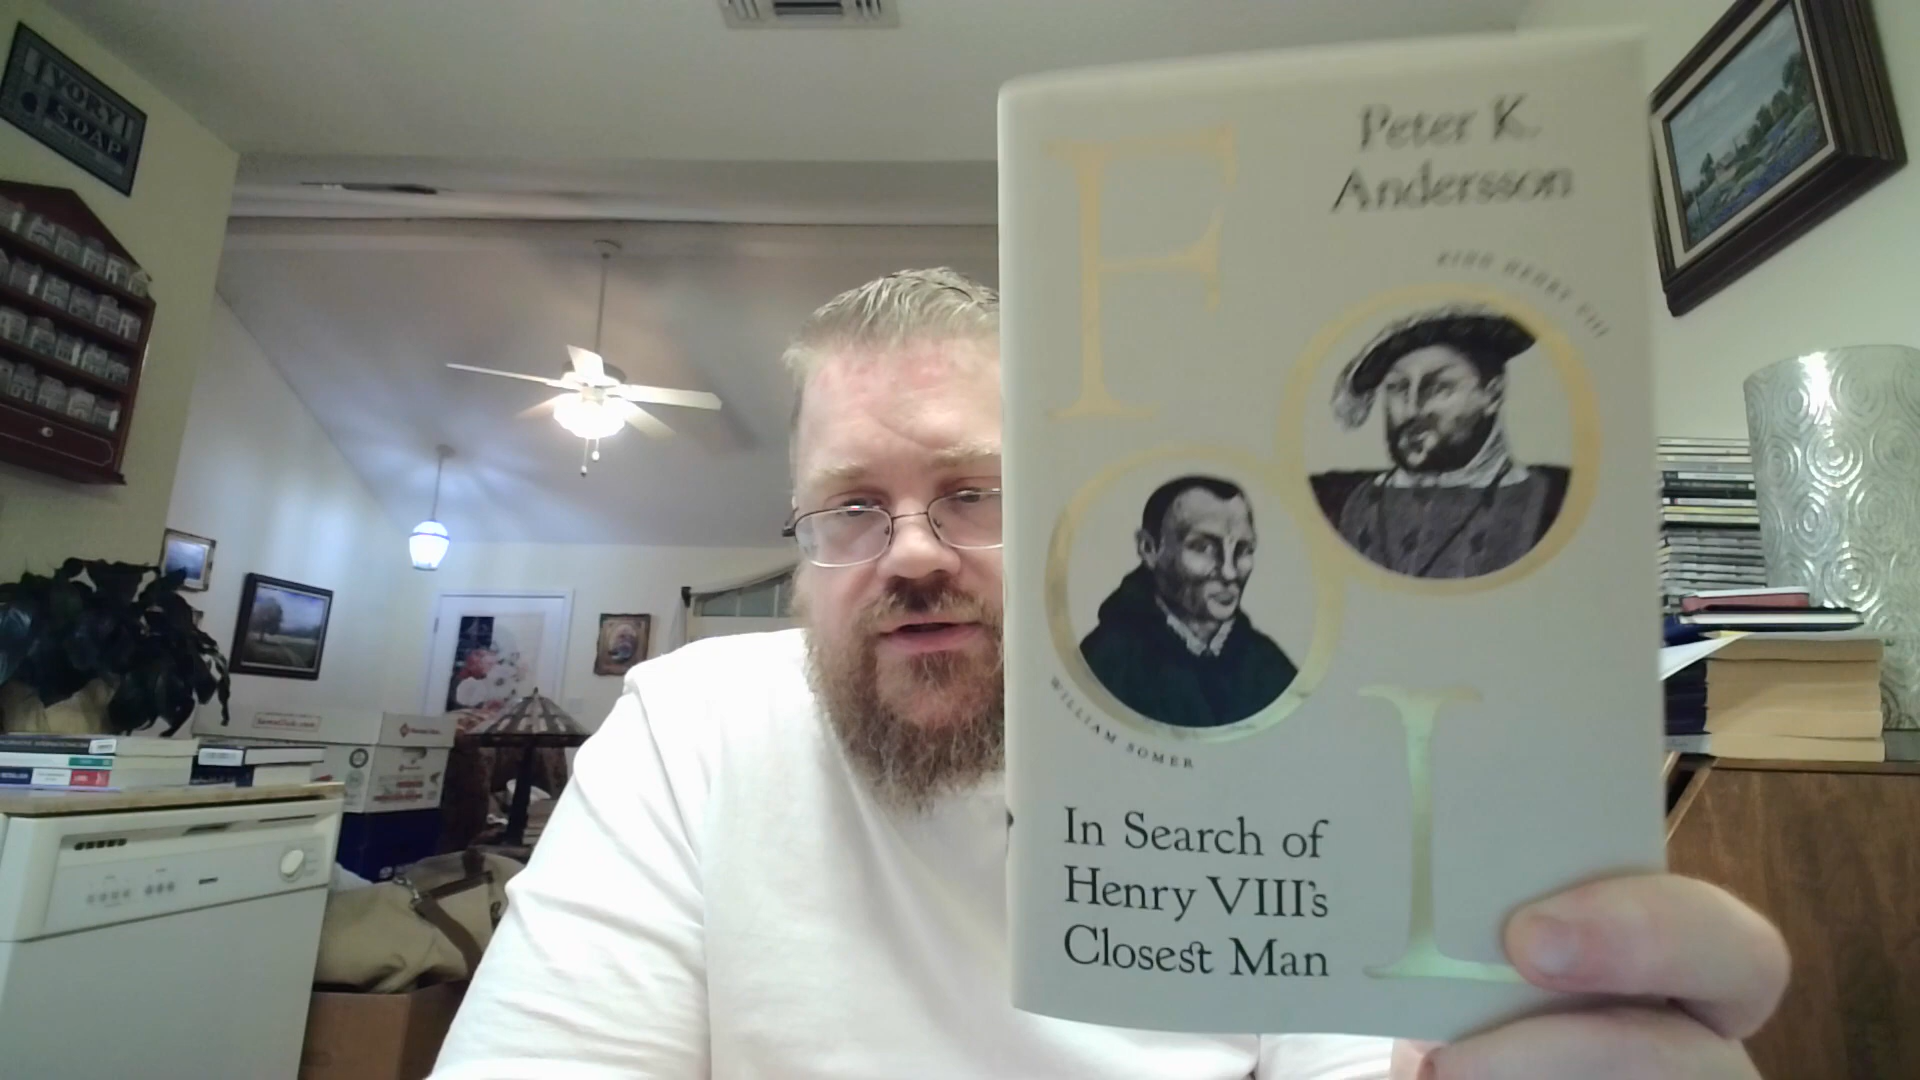 IVORY
SOAP
Peter K.
Andersson
KING HENRY VIII
F
O
O
L
WILLIAM SOMER
In Search of
Henry VIII's
Closest Man